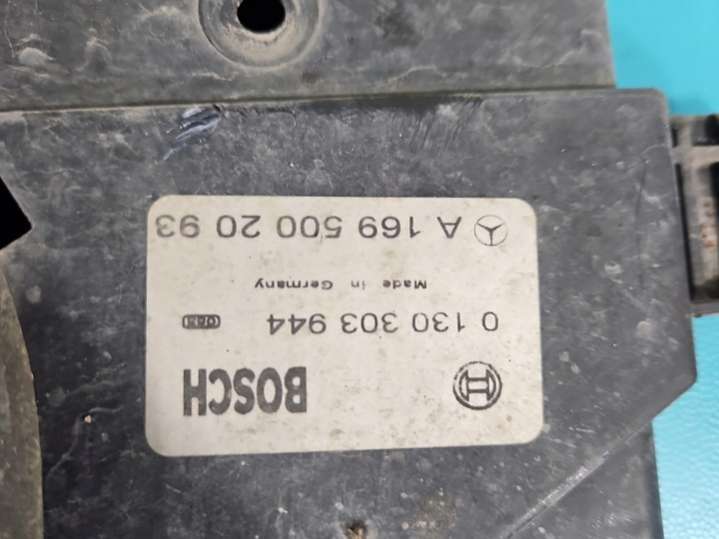 BOSCH
0 130 303 944
Made in Germany
A 169 500 20 93